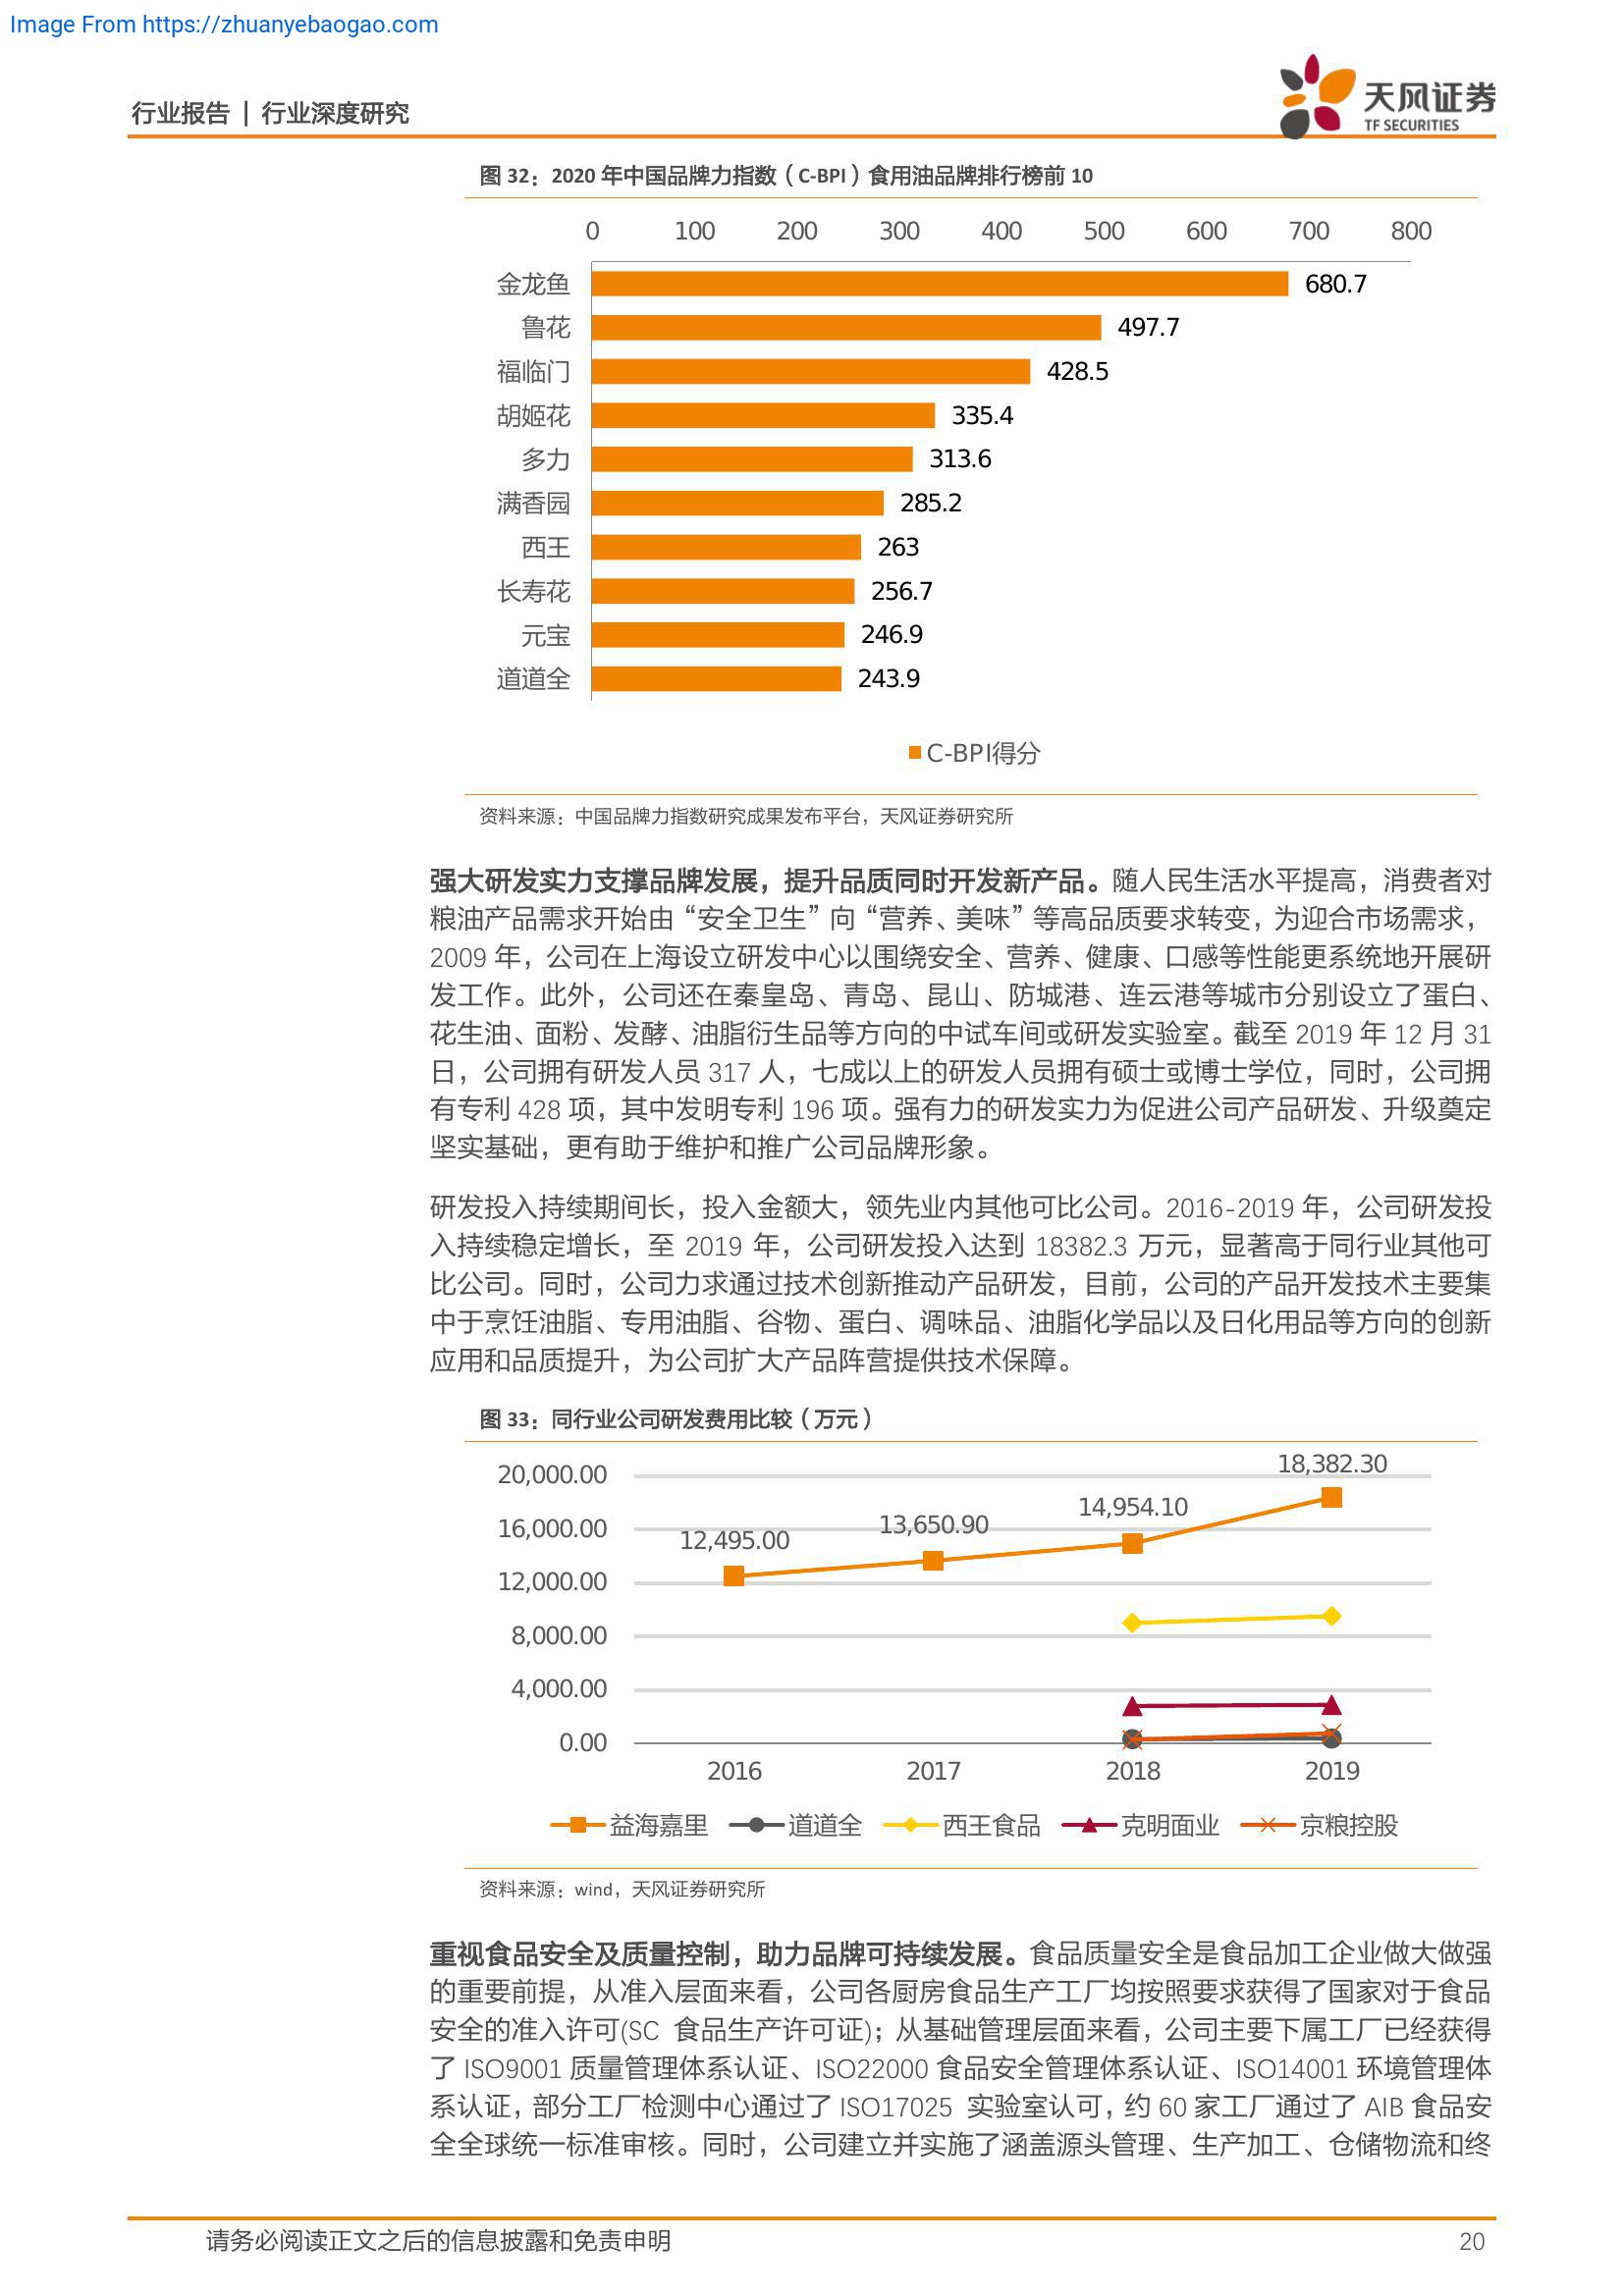 Image From https://zhuanyebaogao.com
行业报告 | 行业深度研究
天风证券
TF SECURITIES
图 32：2020 年中国品牌力指数（C-BPI）食用油品牌排行榜前 10
0 100 200 300 400 500 600 700 800
金龙鱼 680.7
鲁花 497.7
福临门 428.5
胡姬花 335.4
多力 313.6
满香园 285.2
西王 263
长寿花 256.7
元宝 246.9
道道全 243.9
C-BPI得分
资料来源：中国品牌力指数研究成果发布平台，天风证券研究所
强大研发实力支撑品牌发展，提升品质同时开发新产品。随人民生活水平提高，消费者对
粮油产品需求开始由“安全卫生”向“营养、美味”等高品质要求转变，为迎合市场需求，
2009 年，公司在上海设立研发中心以围绕安全、营养、健康、口感等性能更系统地开展研
发工作。此外，公司还在秦皇岛、青岛、昆山、防城港、连云港等城市分别设立了蛋白、
花生油、面粉、发酵、油脂衍生品等方向的中试车间或研发实验室。截至 2019 年 12 月 31
日，公司拥有研发人员 317 人，七成以上的研发人员拥有硕士或博士学位，同时，公司拥
有专利 428 项，其中发明专利 196 项。强有力的研发实力为促进公司产品研发、升级奠定
坚实基础，更有助于维护和推广公司品牌形象。
研发投入持续期间长，投入金额大，领先业内其他可比公司。2016-2019 年，公司研发投
入持续稳定增长，至 2019 年，公司研发投入达到 18382.3 万元，显著高于同行业其他可
比公司。同时，公司力求通过技术创新推动产品研发，目前，公司的产品开发技术主要集
中于烹饪油脂、专用油脂、谷物、蛋白、调味品、油脂化学品以及日化用品等方向的创新
应用和品质提升，为公司扩大产品阵营提供技术保障。
图 33：同行业公司研发费用比较（万元）
20,000.00
16,000.00
12,000.00
8,000.00
4,000.00
0.00
12,495.00
13,650.90
14,954.10
18,382.30
2016 2017 2018 2019
益海嘉里 道道全 西王食品 克明面业 京粮控股
资料来源：wind，天风证券研究所
重视食品安全及质量控制，助力品牌可持续发展。食品质量安全是食品加工企业做大做强
的重要前提，从准入层面来看，公司各厨房食品生产工厂均按照要求获得了国家对于食品
安全的准入许可(SC 食品生产许可证)；从基础管理层面来看，公司主要下属工厂已经获得
了 ISO9001 质量管理体系认证、ISO22000 食品安全管理体系认证、ISO14001 环境管理体
系认证，部分工厂检测中心通过了 ISO17025 实验室认可，约 60 家工厂通过了 AIB 食品安
全全球统一标准审核。同时，公司建立并实施了涵盖源头管理、生产加工、仓储物流和终
请务必阅读正文之后的信息披露和免责申明
20